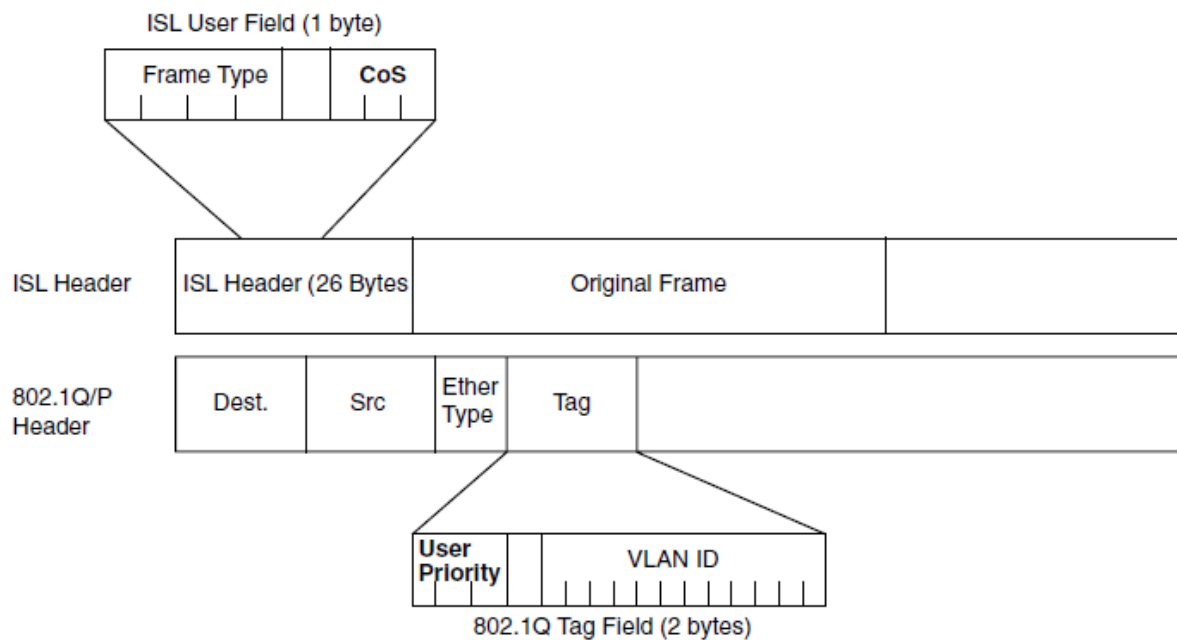 ISL User Field (1 byte)
Frame Type
CoS
ISL Header
ISL Header (26 Bytes
Original Frame
802.1Q/P
Header
Dest.
Src
Ether
Type
Tag
User
Priority
VLAN ID
802.1Q Tag Field (2 bytes)